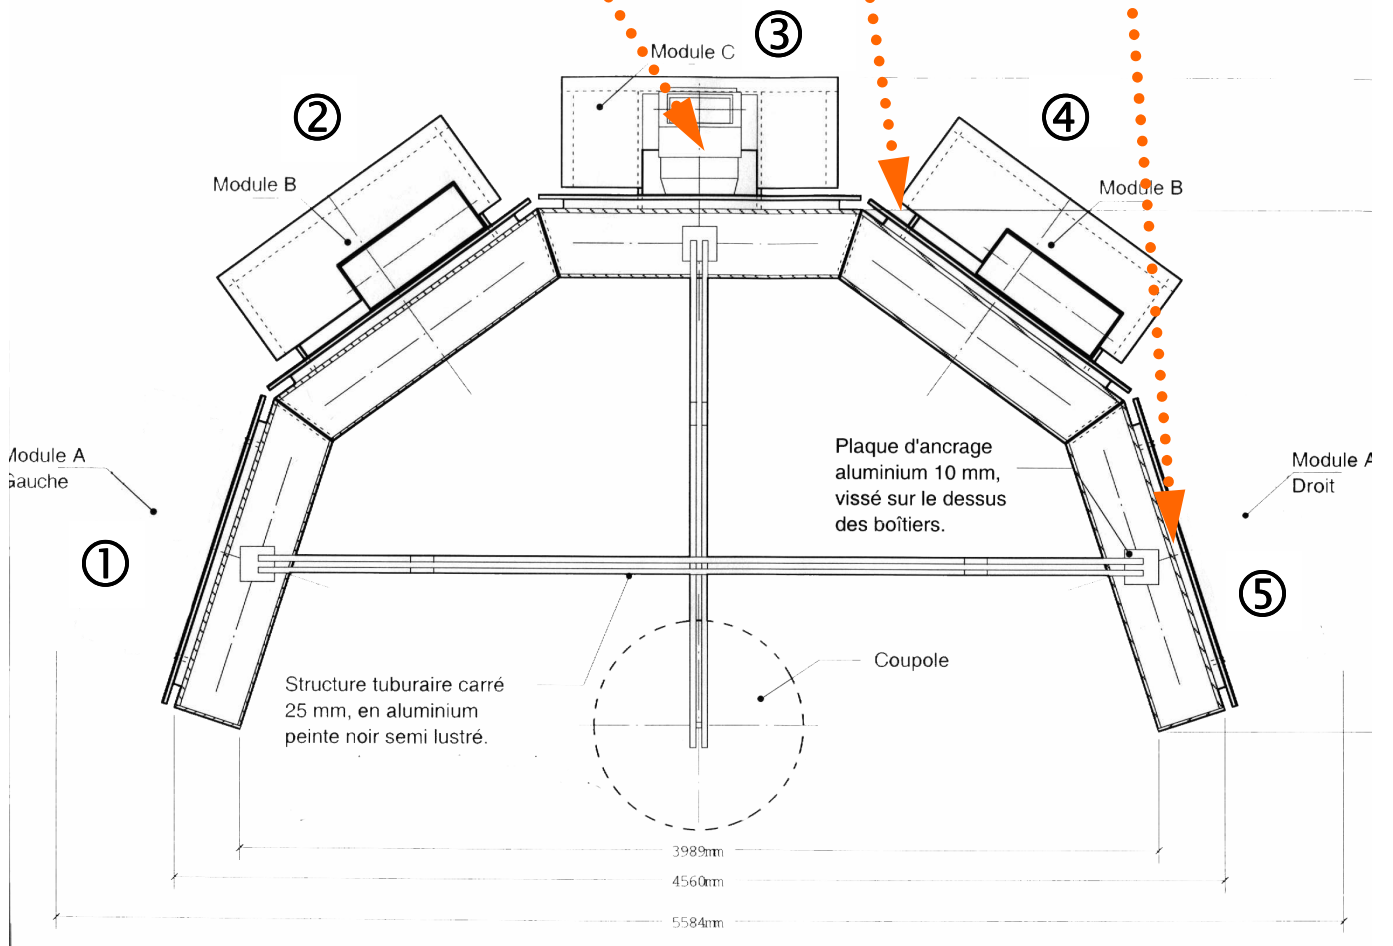 ③
Module C
②
④
Module B
Module B
Plaque d'ancrage
aluminium 10 mm,
vissé sur le dessus
des boîtiers.
Module A
Gauche
Module A
Droit
①
⑤
Structure tuburaire carré
25 mm, en aluminium
peinte noir semi lustré.
Coupole
3989mm
4560mm
5584mm